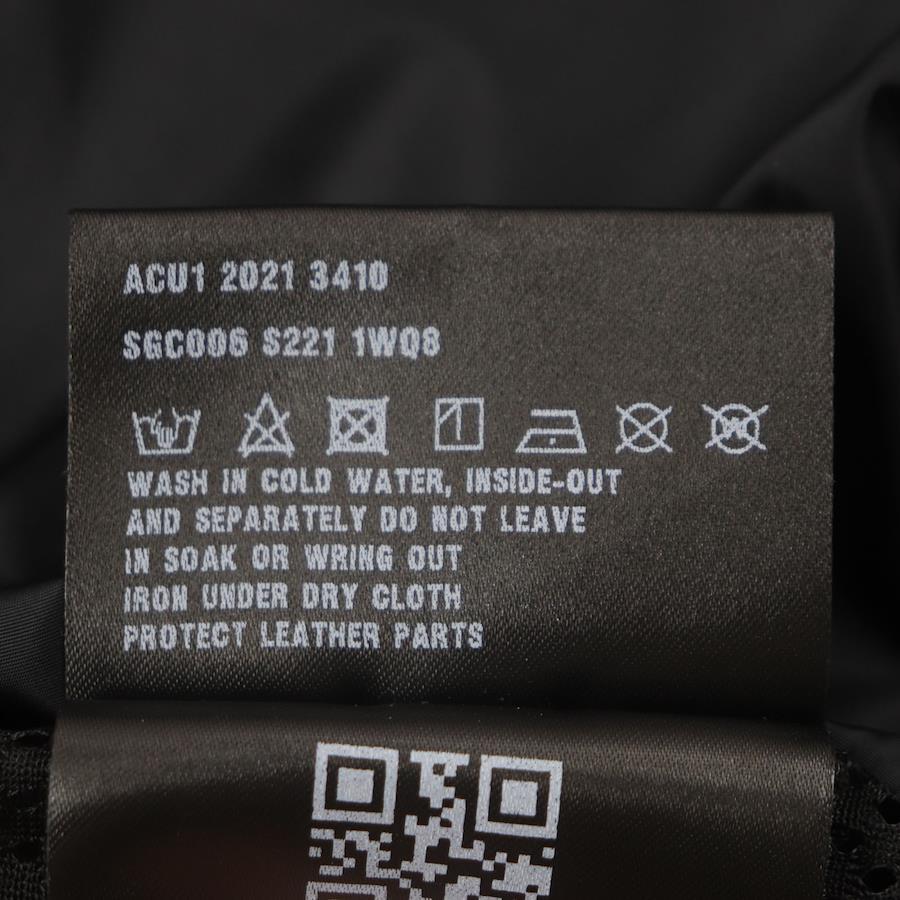 ACU1 2021 3410
SGC006 S221 1WQ8
WASH IN COLD WATER, INSIDE-OUT
AND SEPARATELY DO NOT LEAVE
IN SOAK OR WRING OUT
IRON UNDER DRY CLOTH
PROTECT LEATHER PARTS